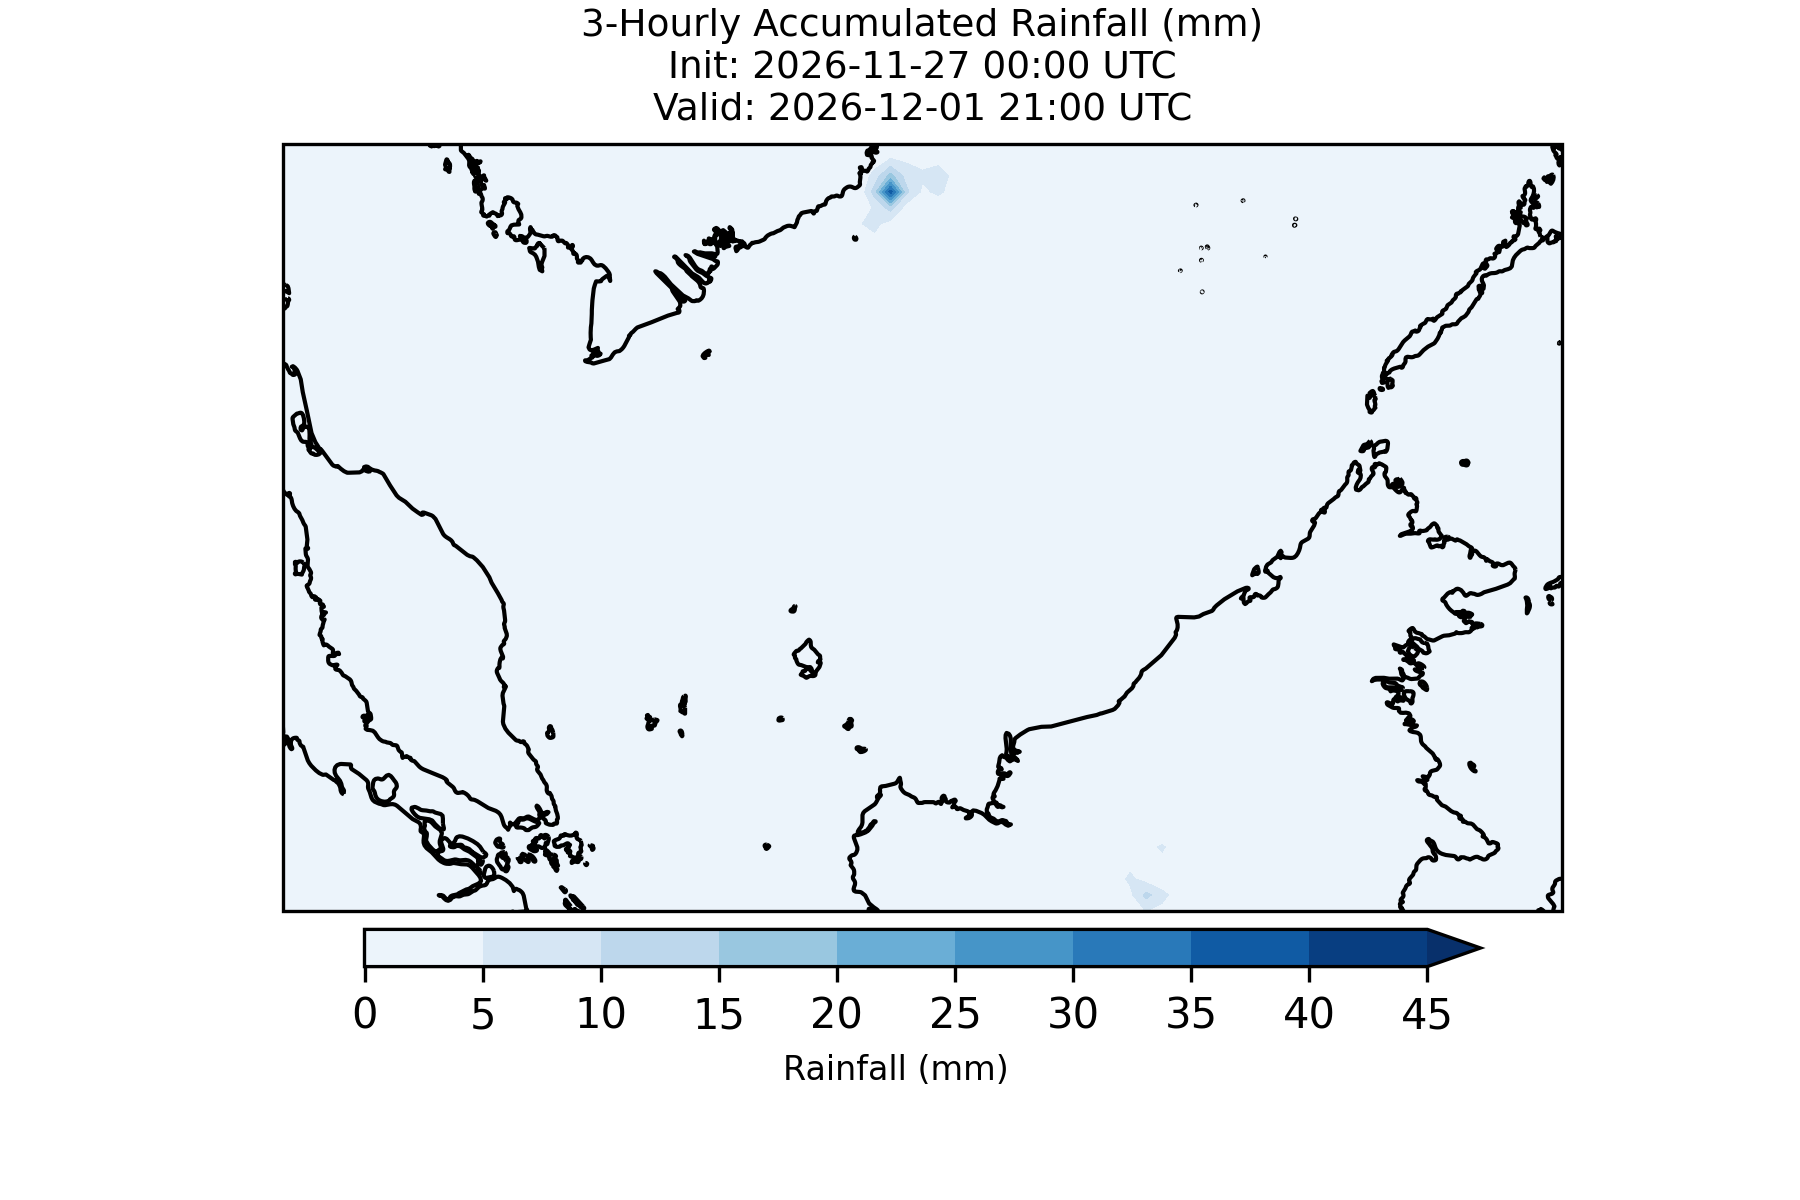 3-Hourly Accumulated Rainfall (mm)
Init: 2026-11-27 00:00 UTC
Valid: 2026-12-01 21:00 UTC
0 5 10 15 20 25 30 35 40 45
Rainfall (mm)